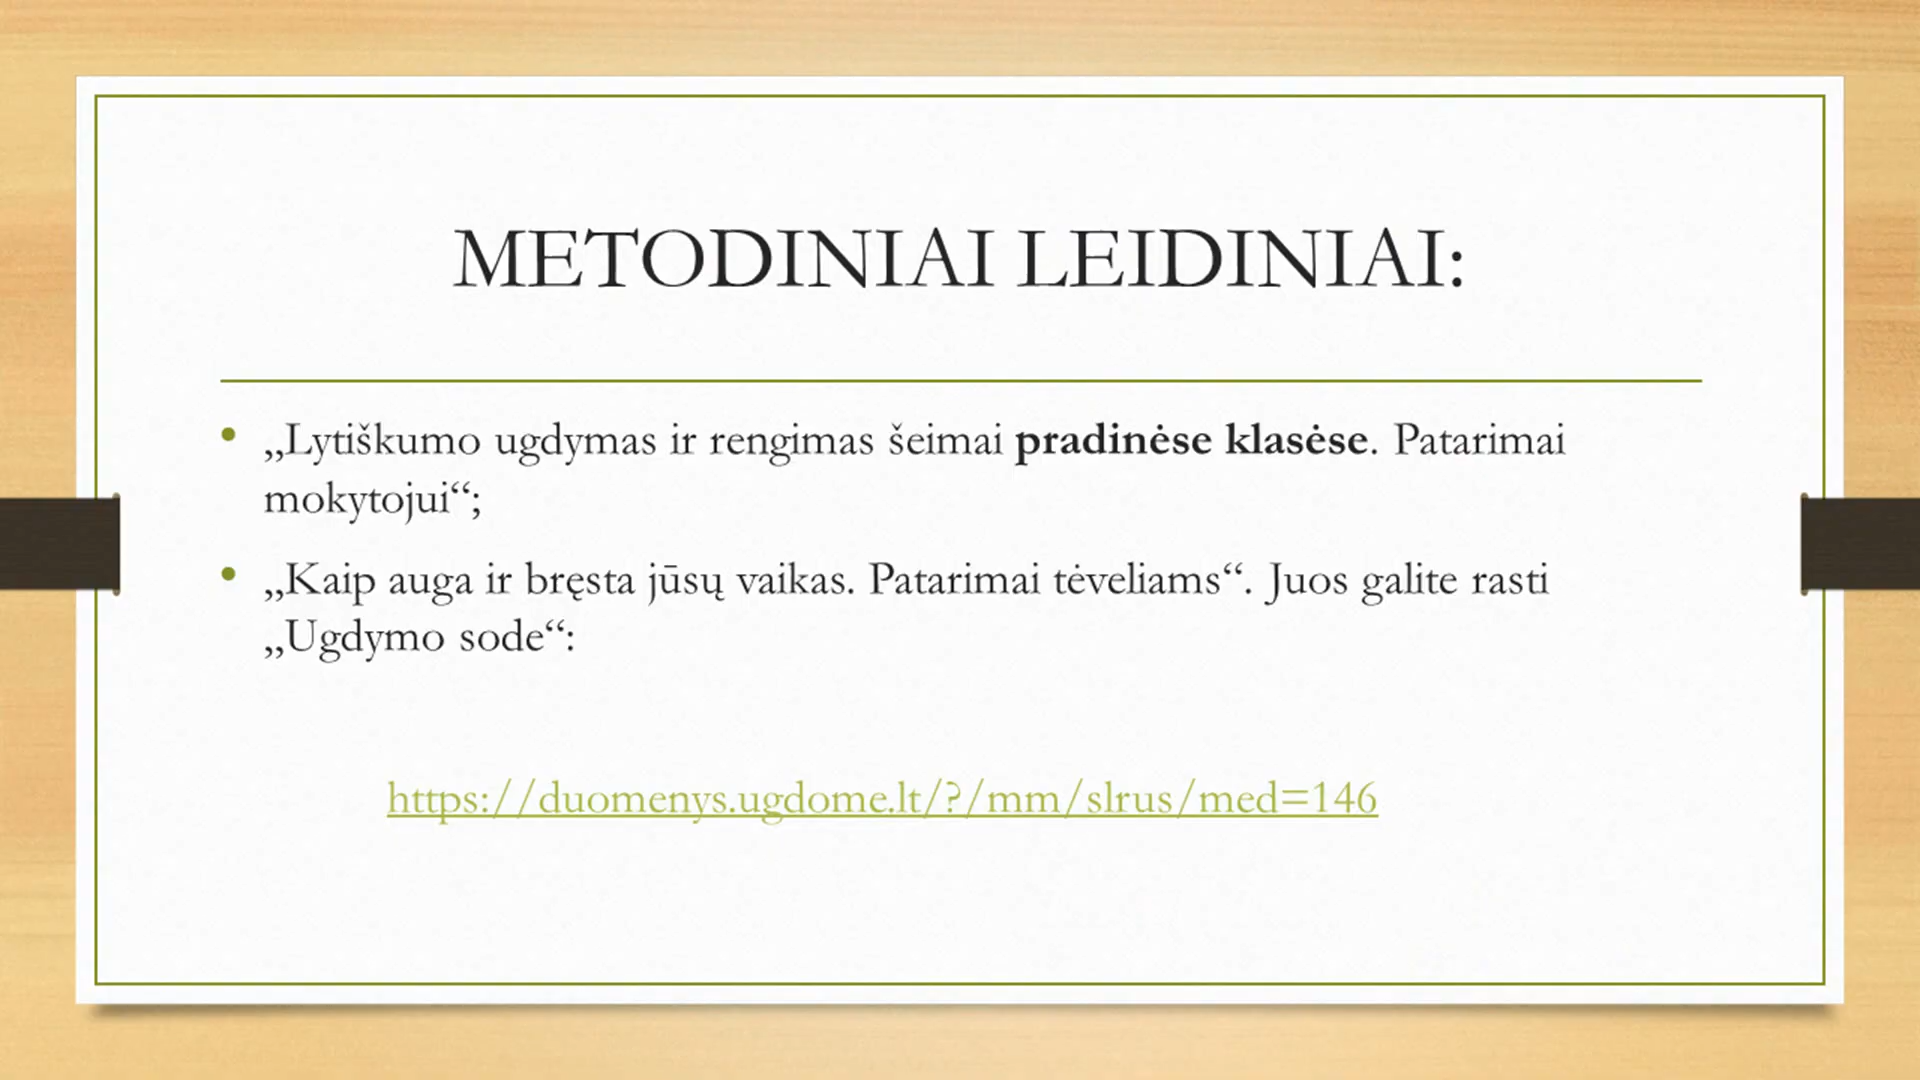 METODINIAI LEIDINIAI:
• „Lytiškumo ugdymas ir rengimas šeimai pradinėse klasėse. Patarimai
mokytojui“;
• „Kaip auga ir bręsta jūsų vaikas. Patarimai tėveliams“. Juos galite rasti
„Ugdymo sode“:
https://duomenys.ugdome.lt/?/mm/slrus/med=146